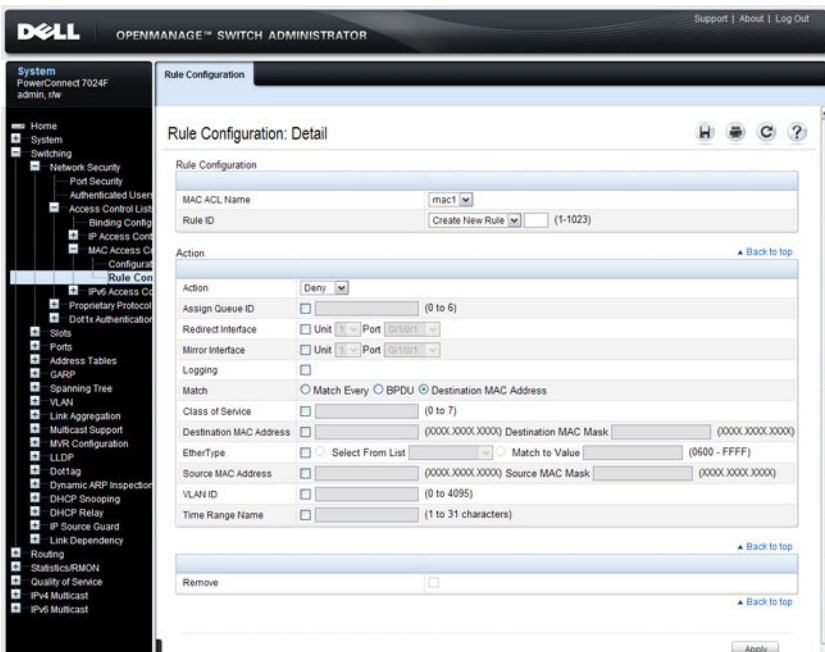 Support | About | Log Out
DELL OPENMANAGE™ SWITCH ADMINISTRATOR
System
PowerConnect 7024F
admin, r/w
Home
System
Switching
Network Security
Port Security
Authenticated Users
Access Control Lists
Binding Config
IP Access Cont
MAC Access Co
Configurat
Rule Con
IPv6 Access Co
Proprietary Protocol
Dot1x Authentication
Slots
Ports
Address Tables
GARP
Spanning Tree
VLAN
Link Aggregation
Multicast Support
MVR Configuration
LLDP
Dot1ag
Dynamic ARP Inspection
DHCP Snooping
DHCP Relay
IP Source Guard
Link Dependency
Routing
Statistics/RMON
Quality of Service
IPv4 Multicast
IPv6 Multicast
Rule Configuration
Rule Configuration: Detail
Rule Configuration
MAC ACL Name mac1
Rule ID Create New Rule (1-1023)
Action Back to top
Action Deny
Assign Queue ID (0 to 6)
Redirect Interface Unit 1 Port Gi1/0/1
Mirror Interface Unit 1 Port Gi1/0/1
Logging
Match Match Every BPDU Destination MAC Address
Class of Service (0 to 7)
Destination MAC Address (XXXX.XXXX.XXXX) Destination MAC Mask (XXXX.XXXX.XXXX)
EtherType Select From List Match to Value (0600 - FFFF)
Source MAC Address (XXXX.XXXX.XXXX) Source MAC Mask (XXXX.XXXX.XXXX)
VLAN ID (0 to 4095)
Time Range Name (1 to 31 characters)
Back to top
Remove
Back to top
Apply